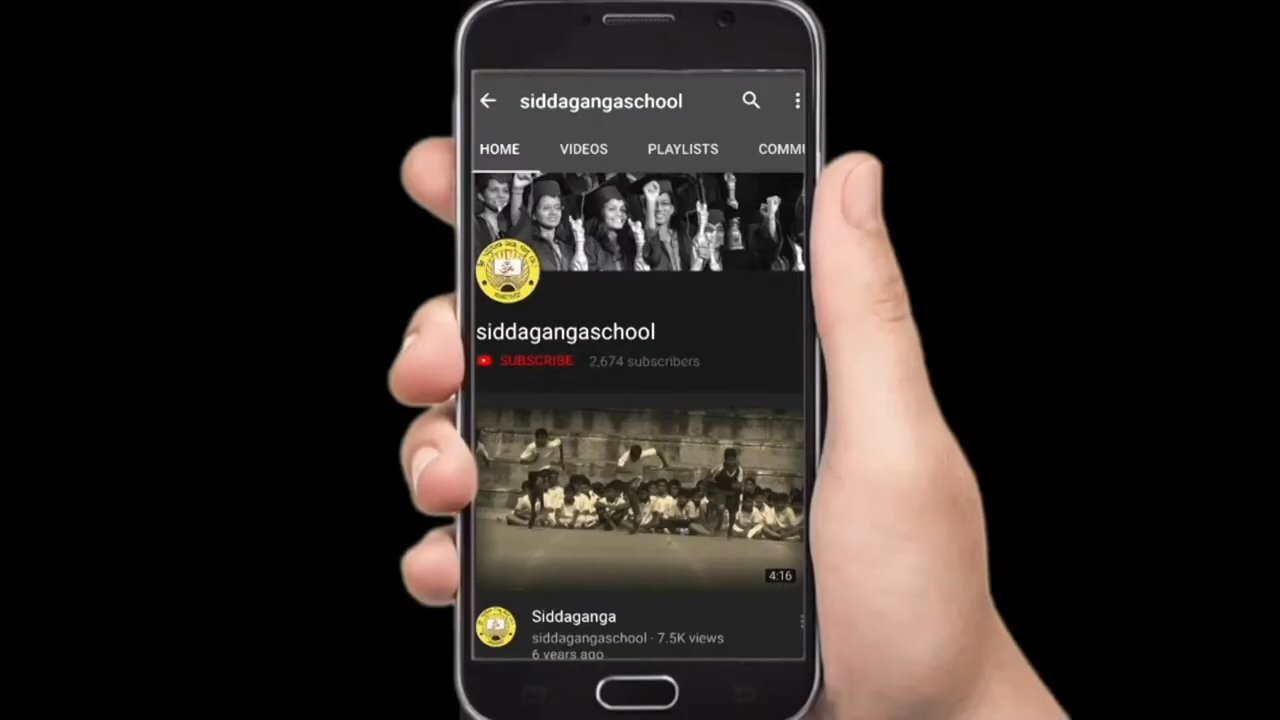 siddagangaschool
HOME VIDEOS PLAYLISTS COMMU
siddagangaschool
SUBSCRIBE 2,674 subscribers
4:16
Siddaganga
siddagangaschool · 7.5K views
6 years ago